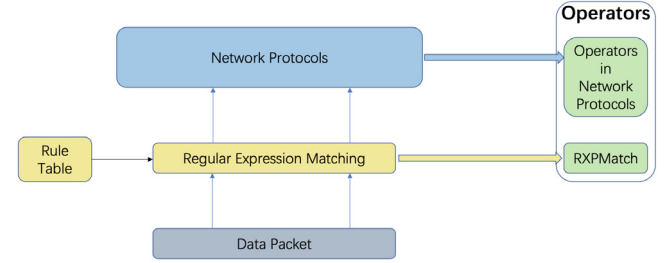 Operators
Network Protocols
Operators
in
Network
Protocols
Rule
Table
Regular Expression Matching
RXPMatch
Data Packet